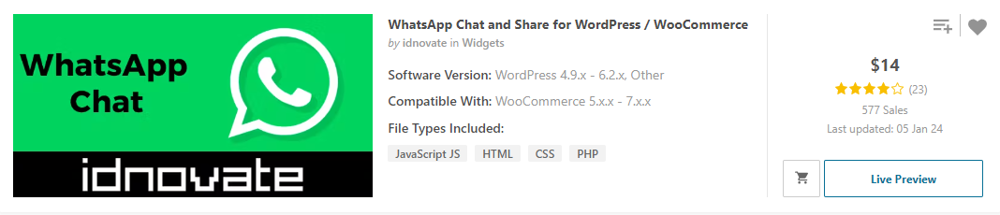 WhatsApp
Chat
idnovate
WhatsApp Chat and Share for WordPress / WooCommerce
by idnovate in Widgets
Software Version: WordPress 4.9.x - 6.2.x, Other
Compatible With: WooCommerce 5.x.x - 7.x.x
File Types Included:
JavaScript JS HTML CSS PHP
$14
(23)
577 Sales
Last updated: 05 Jan 24
Live Preview